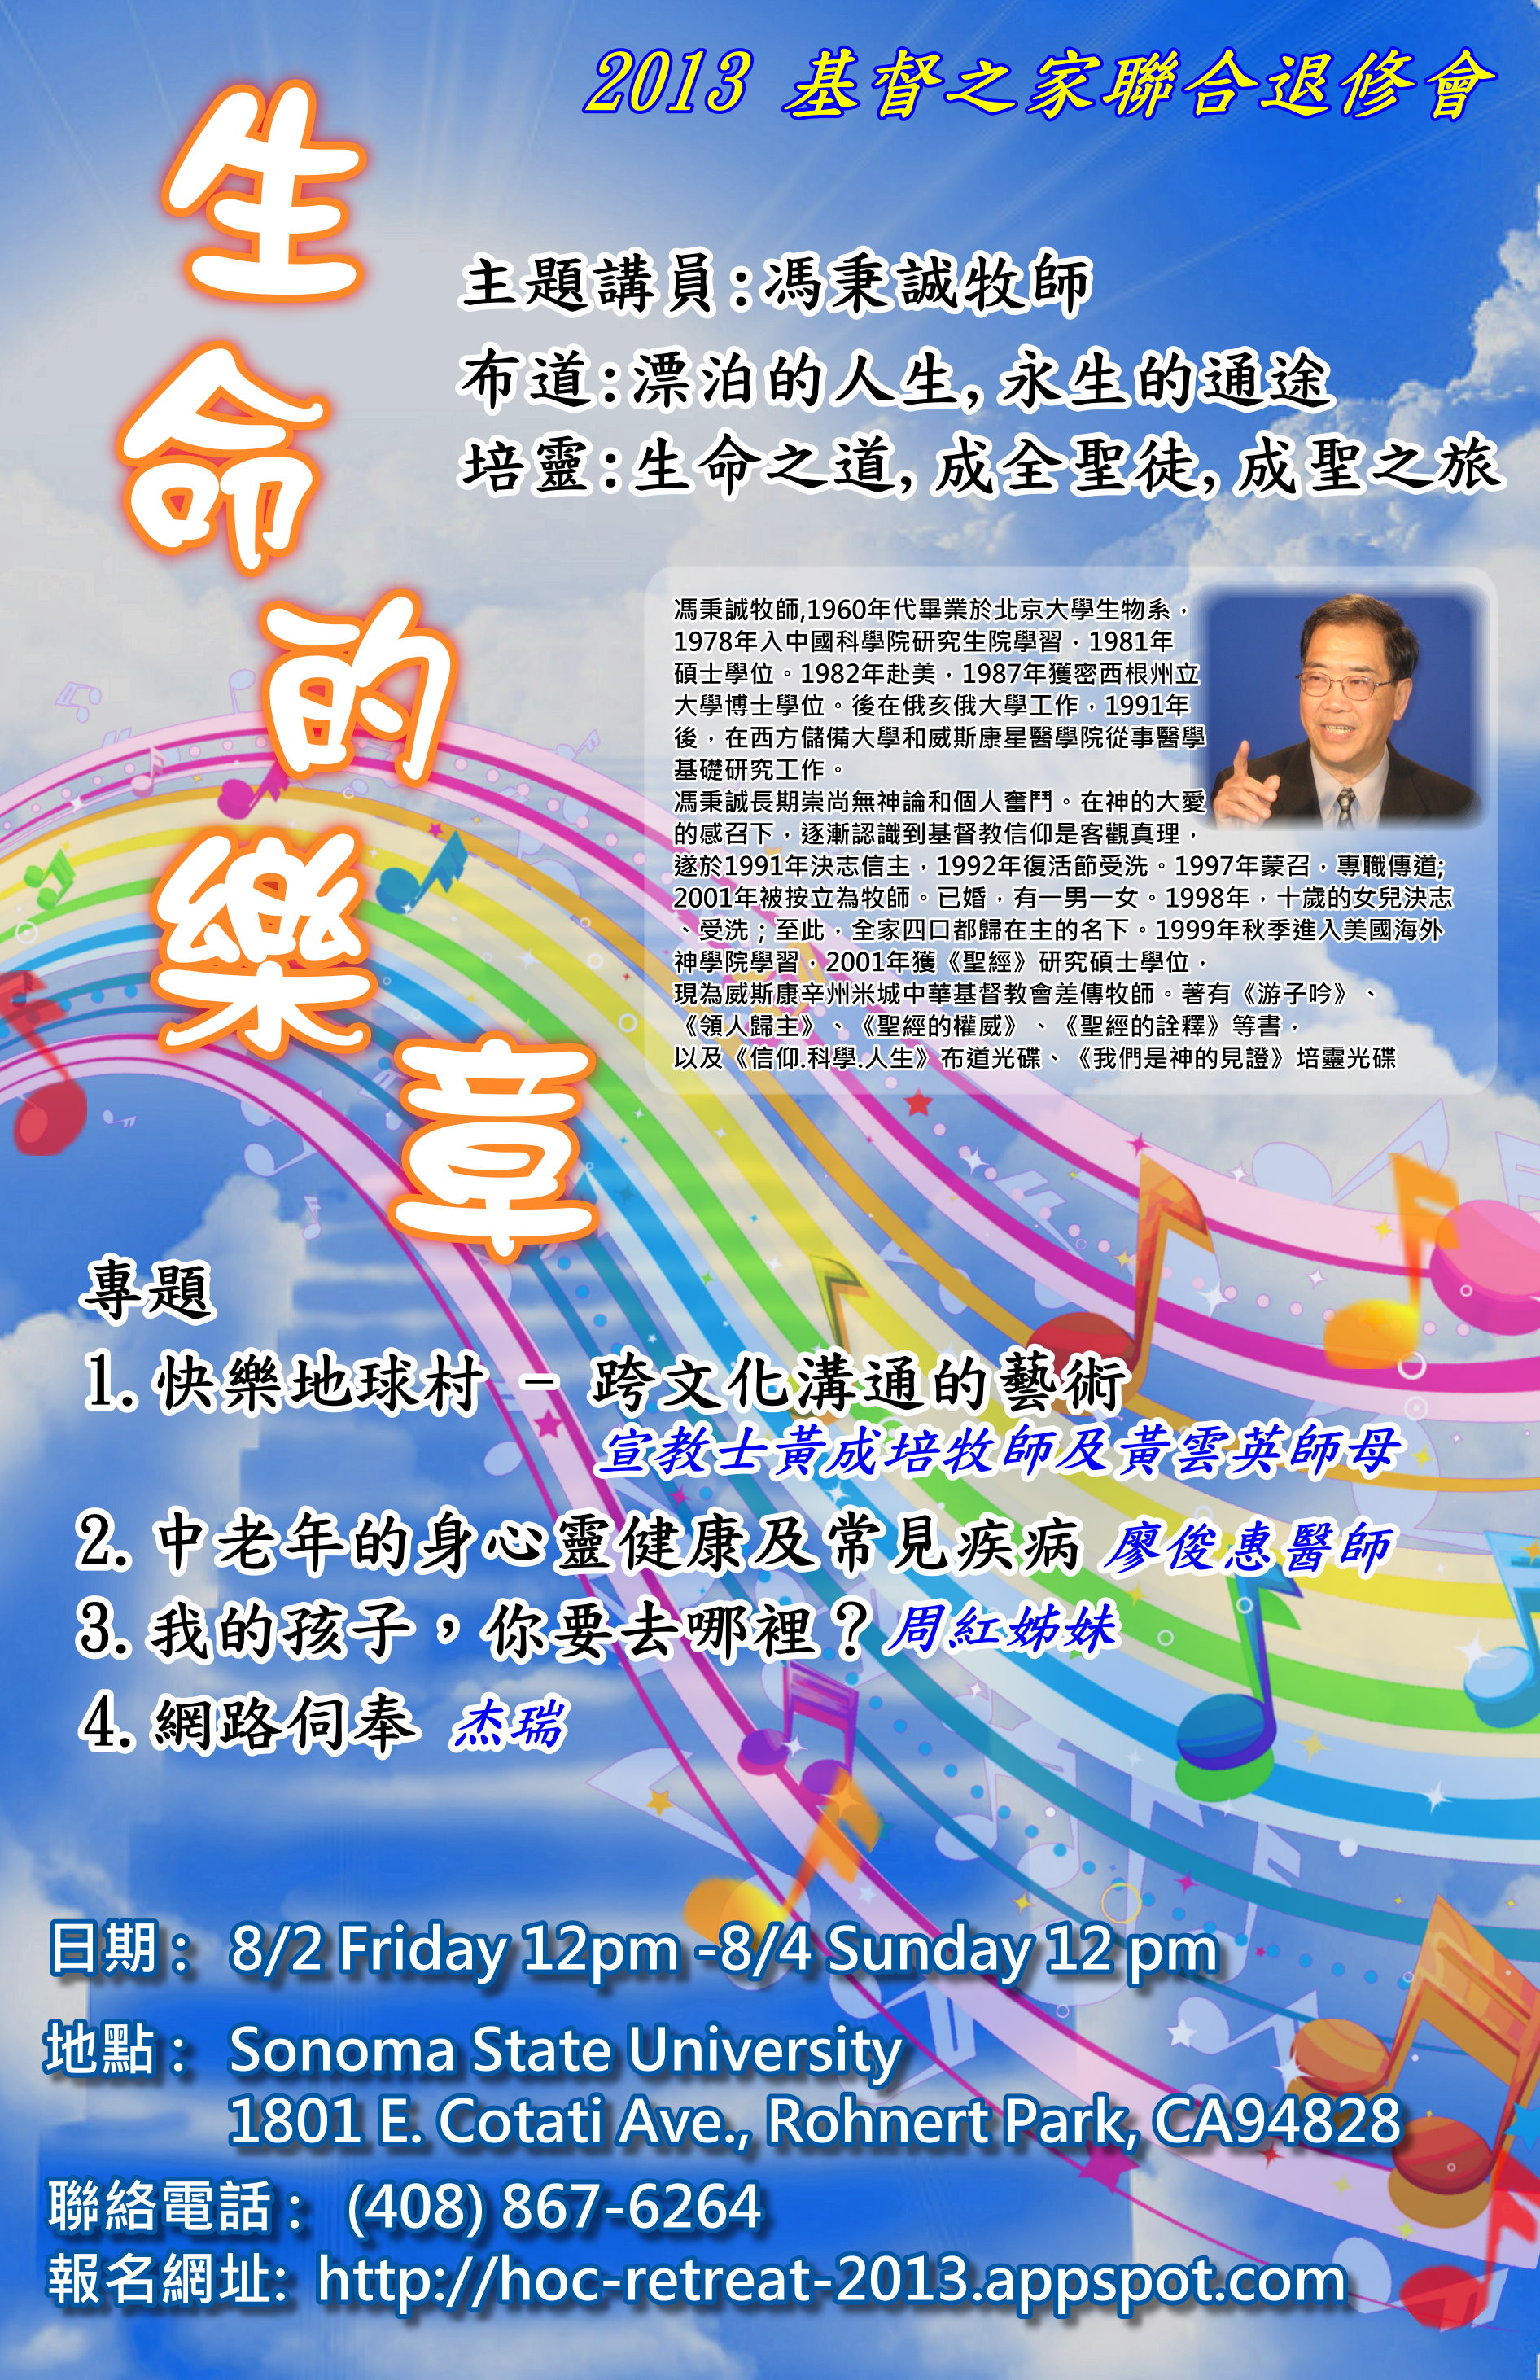 2013 基督之家聯合退修會
生命的樂章
主題講員:馮秉誠牧師
布道:漂泊的人生,永生的通途
培靈:生命之道,成全聖徒,成聖之旅
馮秉誠牧師,1960年代畢業於北京大學生物系，
1978年入中國科學院研究生院學習，1981年
碩士學位。1982年赴美，1987年獲密西根州立
大學博士學位。後在俄亥俄大學工作，1991年
後，在西方儲備大學和威斯康星醫學院從事醫學
基礎研究工作。
馮秉誠長期崇尚無神論和個人奮鬥。在神的大愛
的感召下，逐漸認識到基督教信仰是客觀真理，
遂於1991年決志信主，1992年復活節受洗。1997年蒙召，專職傳道;
2001年被按立為牧師。已婚，有一男一女。1998年，十歲的女兒決志
、受洗；至此，全家四口都歸在主的名下。1999年秋季進入美國海外
神學院學習，2001年獲《聖經》研究碩士學位，
現為威斯康辛州米城中華基督教會差傳牧師。著有《游子吟》、
《領人歸主》、《聖經的權威》、《聖經的詮釋》等書，
以及《信仰.科學.人生》布道光碟、《我們是神的見證》培靈光碟
專題
1.快樂地球村 - 跨文化溝通的藝術
宣教士黃成培牧師及黃雲英師母
2.中老年的身心靈健康及常見疾病 廖俊惠醫師
3.我的孩子，你要去哪裡？周紅姊妹
4.網路伺奉 杰瑞
日期： 8/2 Friday 12pm -8/4 Sunday 12 pm
地點： Sonoma State University
1801 E. Cotati Ave., Rohnert Park, CA94828
聯絡電話： (408) 867-6264
報名網址: http://hoc-retreat-2013.appspot.com